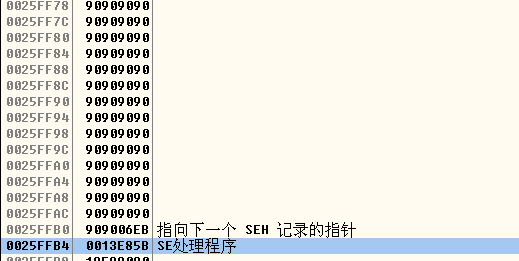 0025FF78 90909090
0025FF7C 90909090
0025FF80 90909090
0025FF84 90909090
0025FF88 90909090
0025FF8C 90909090
0025FF90 90909090
0025FF94 90909090
0025FF98 90909090
0025FF9C 90909090
0025FFA0 90909090
0025FFA4 90909090
0025FFA8 90909090
0025FFAC 90909090
0025FFB0 909006EB 指向下一个 SEH 记录的指针
0025FFB4 0013E85B SE处理程序